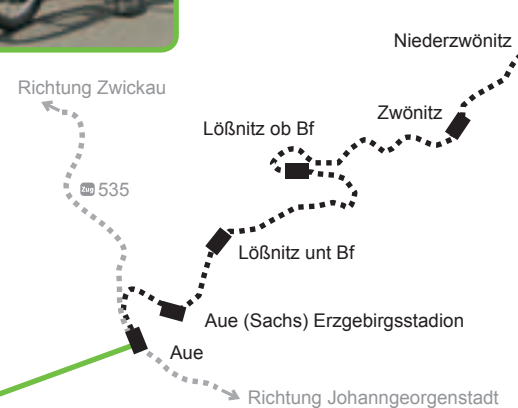 Niederzwönitz
Richtung Zwickau
Zwönitz
Lößnitz ob Bf
Zug 535
Lößnitz unt Bf
Aue (Sachs) Erzgebirgsstadion
Aue
Richtung Johanngeorgenstadt